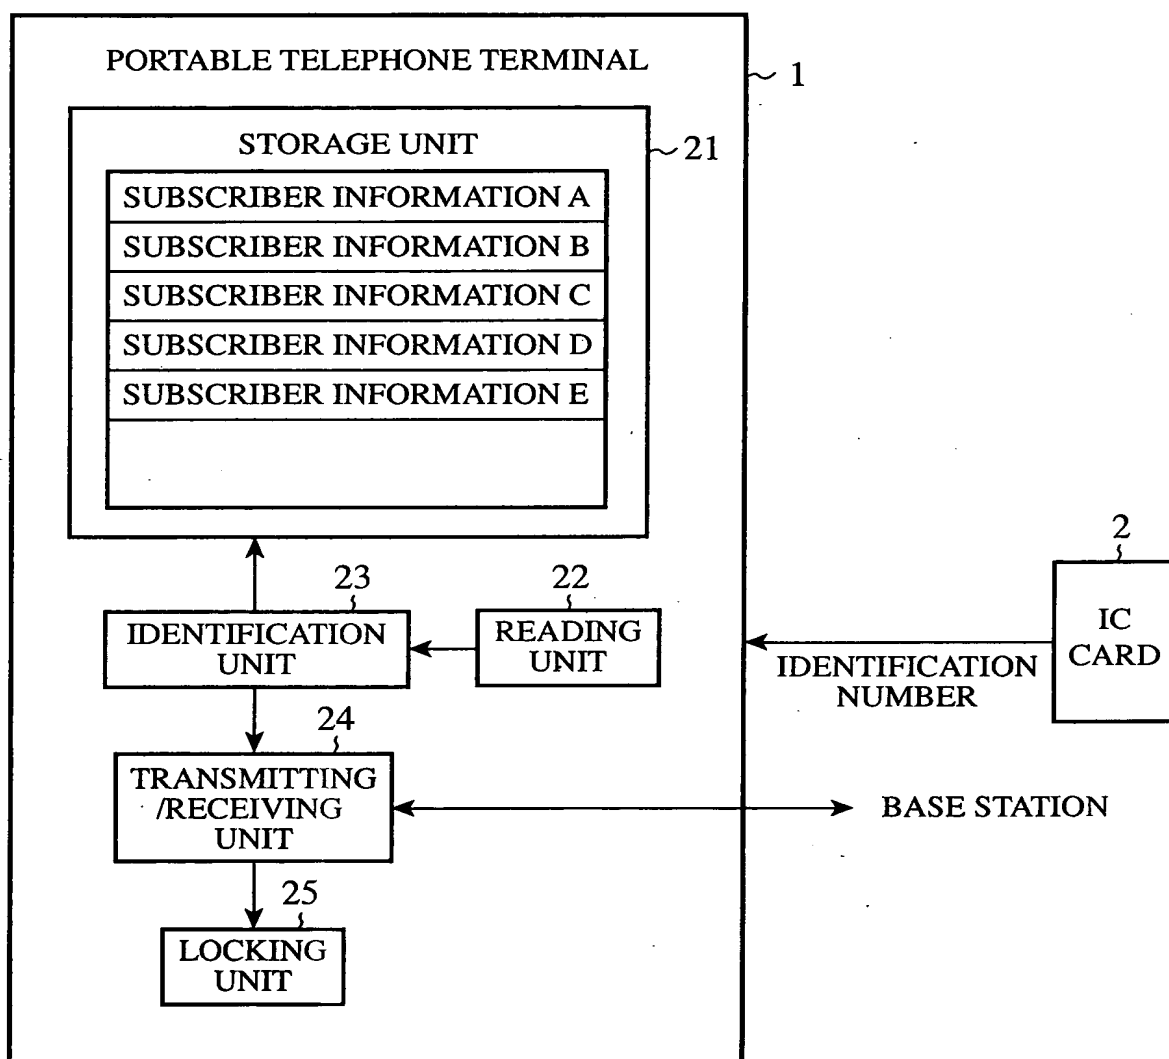 PORTABLE TELEPHONE TERMINAL
1
STORAGE UNIT
21
SUBSCRIBER INFORMATION A
SUBSCRIBER INFORMATION B
SUBSCRIBER INFORMATION C
SUBSCRIBER INFORMATION D
SUBSCRIBER INFORMATION E
23
IDENTIFICATION
UNIT
22
READING
UNIT
2
IC
CARD
IDENTIFICATION
NUMBER
24
TRANSMITTING
/RECEIVING
UNIT
BASE STATION
25
LOCKING
UNIT